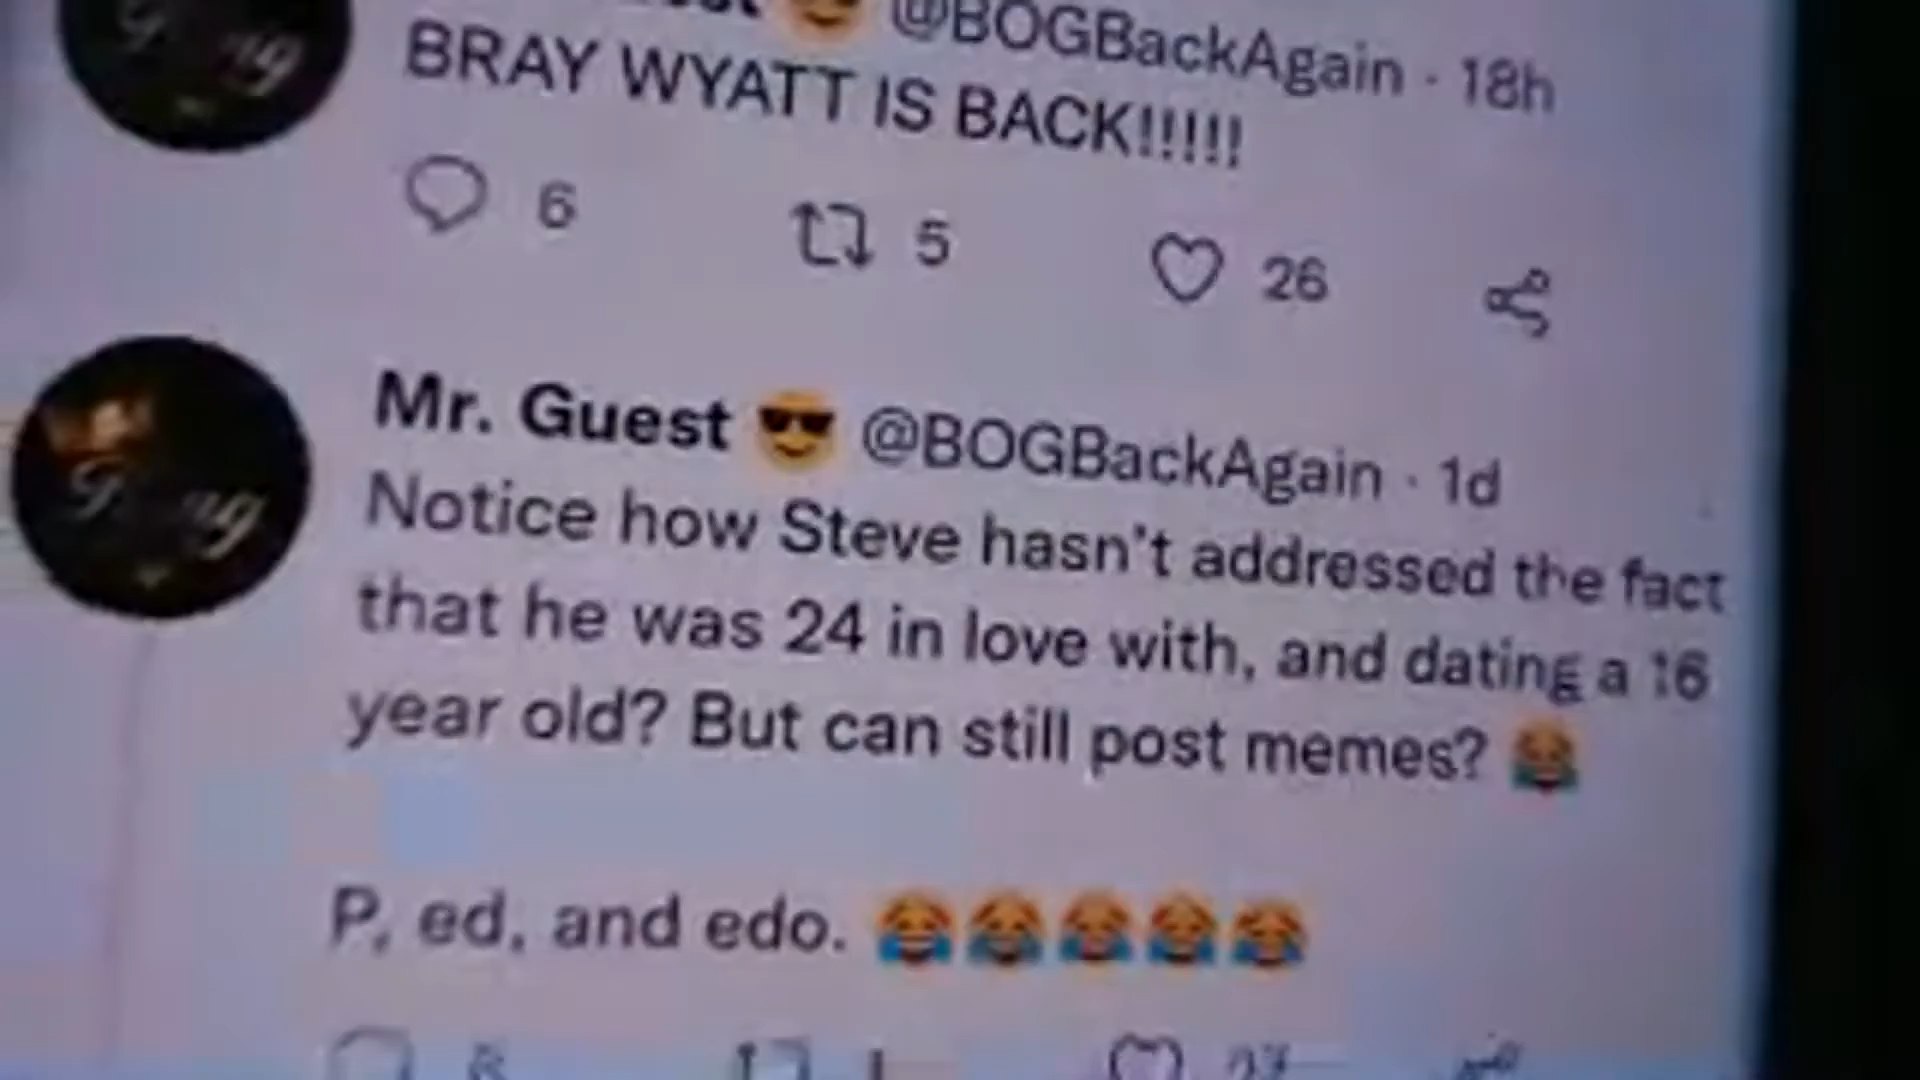 @BOGBackAgain · 18h
BRAY WYATT IS BACK!!!!!
6 5 26
Mr. Guest 😎 @BOGBackAgain · 1d
Notice how Steve hasn't addressed the fact
that he was 24 in love with, and dating a 16
year old? But can still post memes? 😂
P, ed, and edo. 😂😂😂😂😂